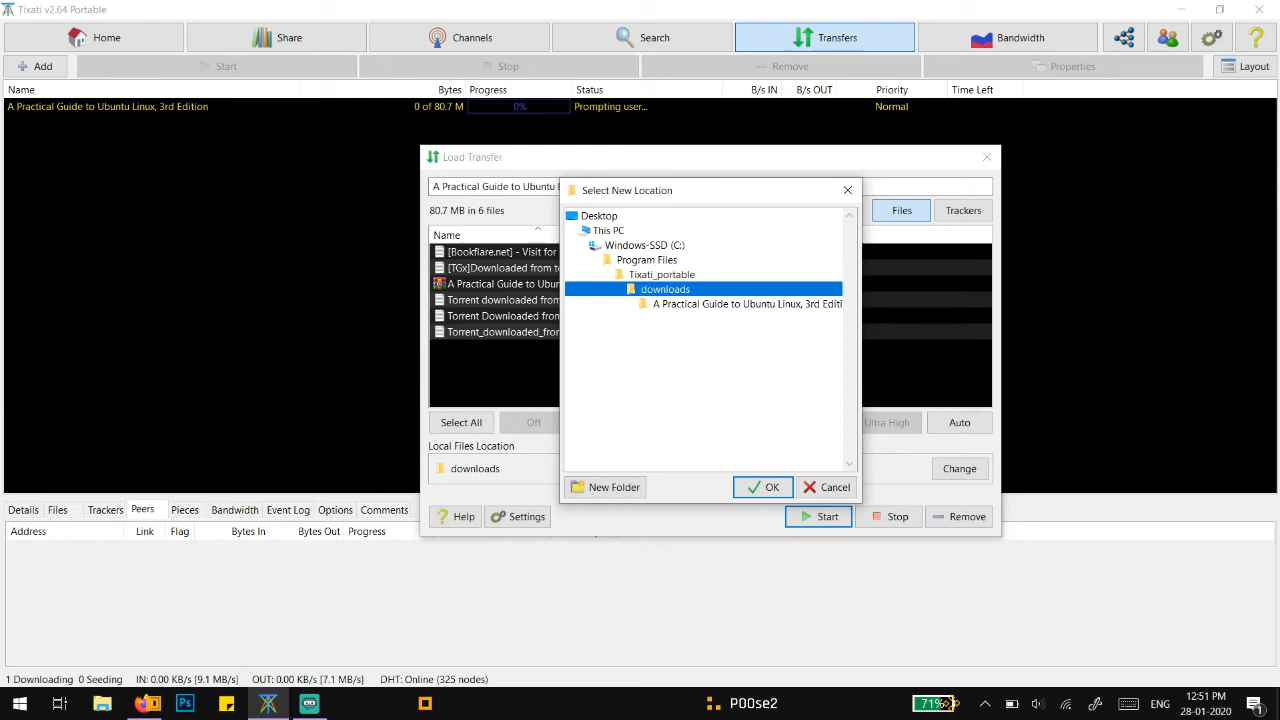 Tixati v2.64 Portable
Home Share Channels Search Transfers Bandwidth
Add Start Stop Remove Properties Layout
Name Bytes Progress Status B/s IN B/s OUT Priority Time Left
A Practical Guide to Ubuntu Linux, 3rd Edition 0 of 80.7 M 0% Prompting user... Normal
Load Transfer
A Practical Guide to Ubuntu
80.7 MB in 6 files Files Trackers
Name
[Bookflare.net] - Visit for
[TGx]Downloaded from to
A Practical Guide to Ubun
Torrent downloaded from
Torrent Downloaded from
Torrent_downloaded_from
Select All Off Ultra High Auto
Local Files Location
downloads Change
Help Settings Start Stop Remove
Select New Location
Desktop
This PC
Windows-SSD (C:)
Program Files
Tixati_portable
downloads
A Practical Guide to Ubuntu Linux, 3rd Editi
New Folder OK Cancel
Details Files Trackers Peers Pieces Bandwidth Event Log Options Comments
Address Link Flag Bytes In Bytes Out Progress
1 Downloading 0 Seeding IN: 0.00 KB/s [9.1 MB/s] OUT: 0.00 KB/s [7.1 MB/s] DHT: Online (325 nodes)
Ps P00se2 71% ENG 12:51 PM
28-01-2020 1